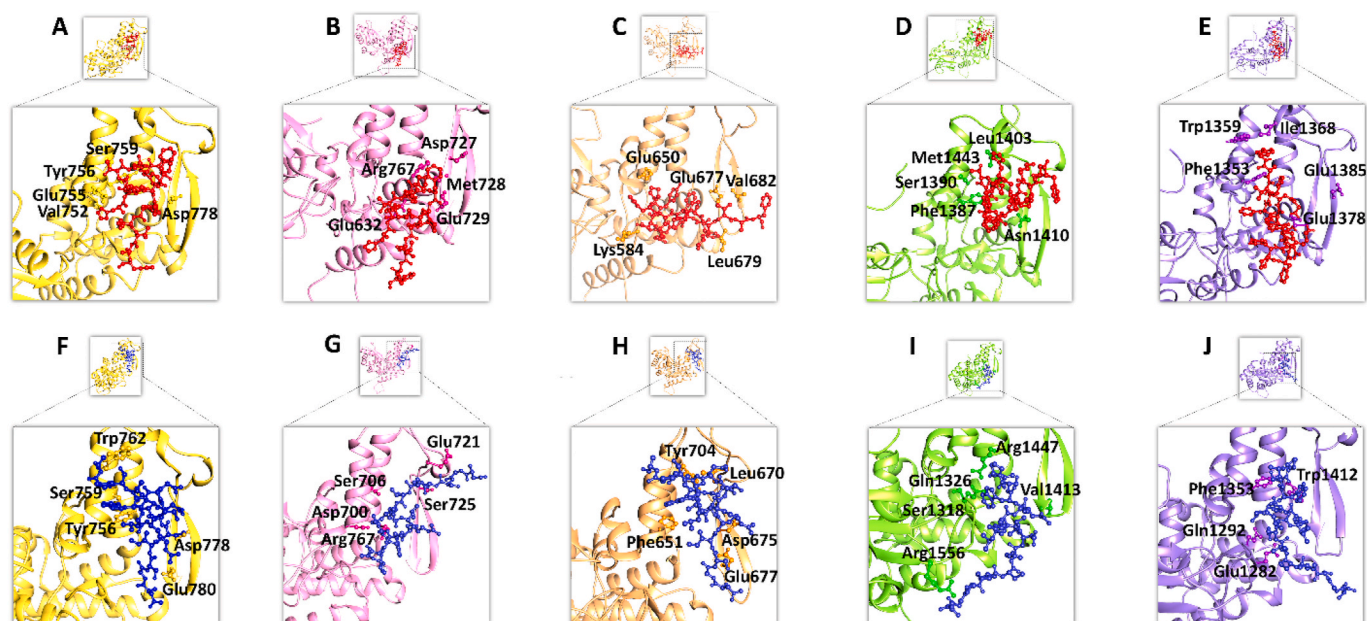 A
B
C
D
E
Ser759
Tyr756
Glu755
Val752
Asp778
Asp727
Arg767
Met728
Glu632
Glu729
Glu650
Glu677
Val682
Lys584
Leu679
Leu1403
Met1443
Ser1390
Phe1387
Asn1410
Trp1359
Ile1368
Phe1353
Glu1385
Glu1378
F
G
H
I
J
Trp762
Ser759
Tyr756
Asp778
Glu780
Glu721
Ser706
Ser725
Asp700
Arg767
Tyr704
Leu670
Phe651
Asp675
Glu677
Arg1447
Gln1326
Val1413
Ser1318
Arg1556
Trp1412
Phe1353
Gln1292
Glu1282